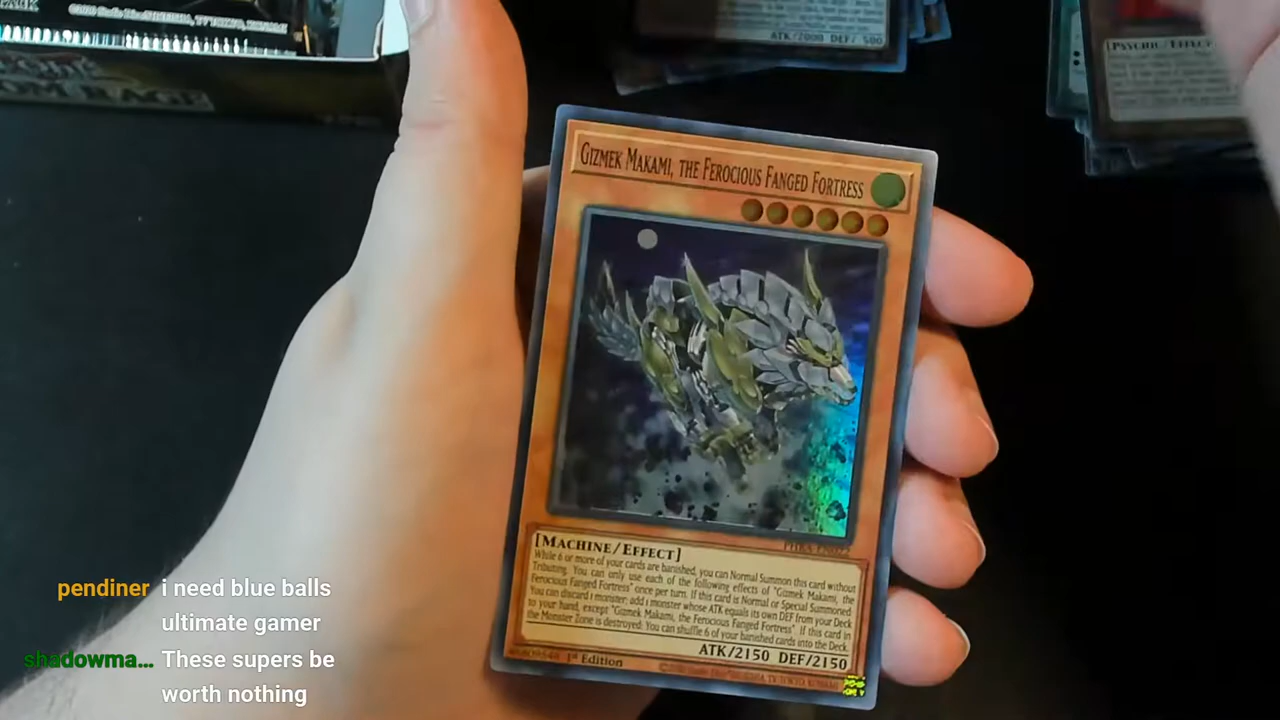 ATK/2000 DEF/ 500
[PSYCHIC/EFFECT
GIZMEK MAKAMI, THE FEROCIOUS FANGED FORTRESS
[MACHINE/EFFECT]
While 6 or more of your cards are banished, you can Normal Summon this card without
Tributing. You can only use each of the following effects of "Gizmek Makami, the
Ferocious Fanged Fortress" once per turn. If this card is Normal or Special Summoned:
You can discard 1 monster; add 1 monster whose ATK equals its own DEF from your Deck
to your hand, except "Gizmek Makami, the Ferocious Fanged Fortress". If this card in
the Monster Zone is destroyed: You can shuffle 6 of your banished cards into the Deck.
ATK/2150 DEF/2150
1st Edition
pendiner i need blue balls
ultimate gamer
shadowma... These supers be
worth nothing